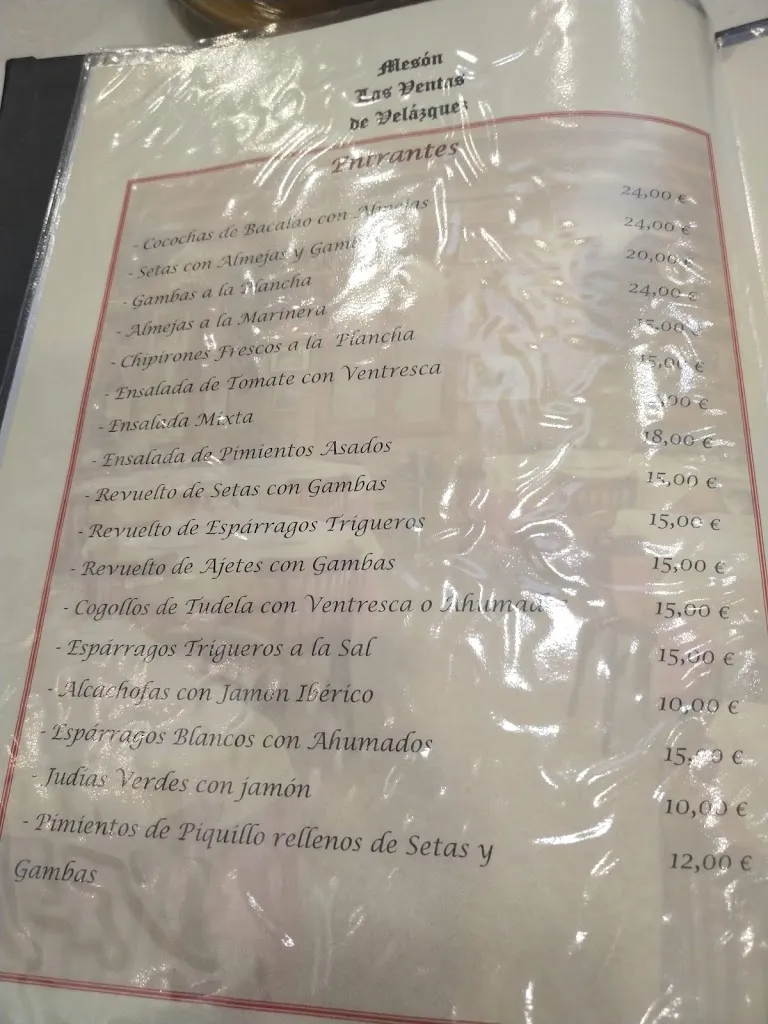 Mesón
Las Ventas
de Velázquez
Entrantes
- Cocochas de Bacalao con Almejas 24,00 €
- Setas con Almejas y 24,00 €
- Gambas a la Plancha 20,00 €
- Almejas a la Marinera 24,00 €
- Chipirones Frescos a la Plancha
- Ensalada de Tomate con Ventresca 15,00 €
- Ensalada Mixta
- Ensalada de Pimientos Asados 18,00 €
- Revuelto de Setas con Gambas 15,00 €
- Revuelto de Espárragos Trigueros 15,00 €
- Revuelto de Ajetes con Gambas 15,00 €
- Cogollos de Tudela con Ventresca o Ahumados 15,00 €
- Espárragos Trigueros a la Sal 15,00 €
- Alcachofas con Jamon Ibérico 10,00 €
- Espárragos Blancos con Ahumados 15,00 €
- Judías Verdes con jamón 10,00 €
- Pimientos de Piquillo rellenos de Setas y 12,00 €
Gambas